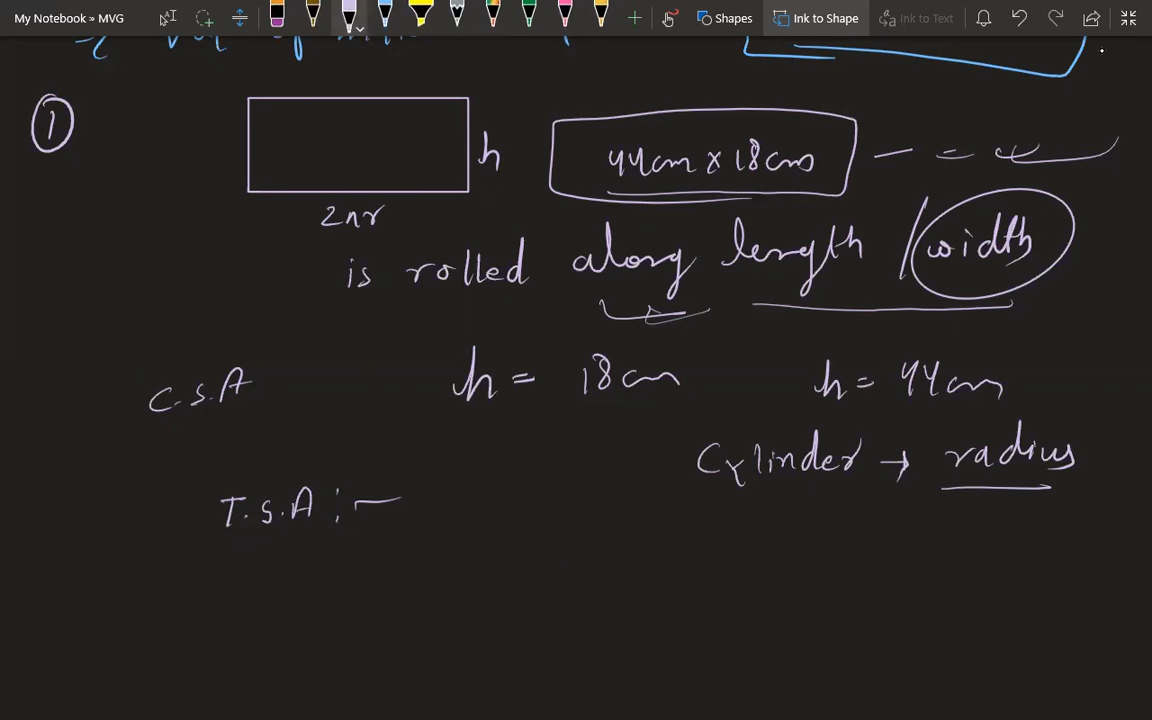 My Notebook » MVG
Shapes
Ink to Shape
Ink to Text
①
h
44cm x 18cm
2πr
is rolled along length / width
C.S.A
h = 18cm
h = 44cm
Cylinder → radius
T.S.A :-